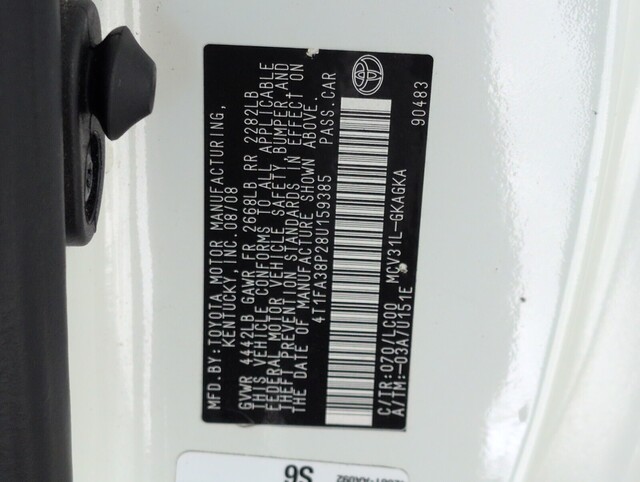 MFD. BY: TOYOTA MOTOR MANUFACTURING,
KENTUCKY, INC. 08/08
GVWR 4442LB GAWR FR 2668LB RR 2282LB
THIS VEHICLE CONFORMS TO ALL APPLICABLE
FEDERAL MOTOR VEHICLE SAFETY, BUMPER, AND
THEFT PREVENTION STANDARDS IN EFFECT ON
THE DATE OF MANUFACTURE SHOWN ABOVE.
4T1FA38P28U159385 PASS. CAR
C/TR: 070/LC00 MCV31L-GKAGKA
A/TM: -03A/U151E
90483
S6